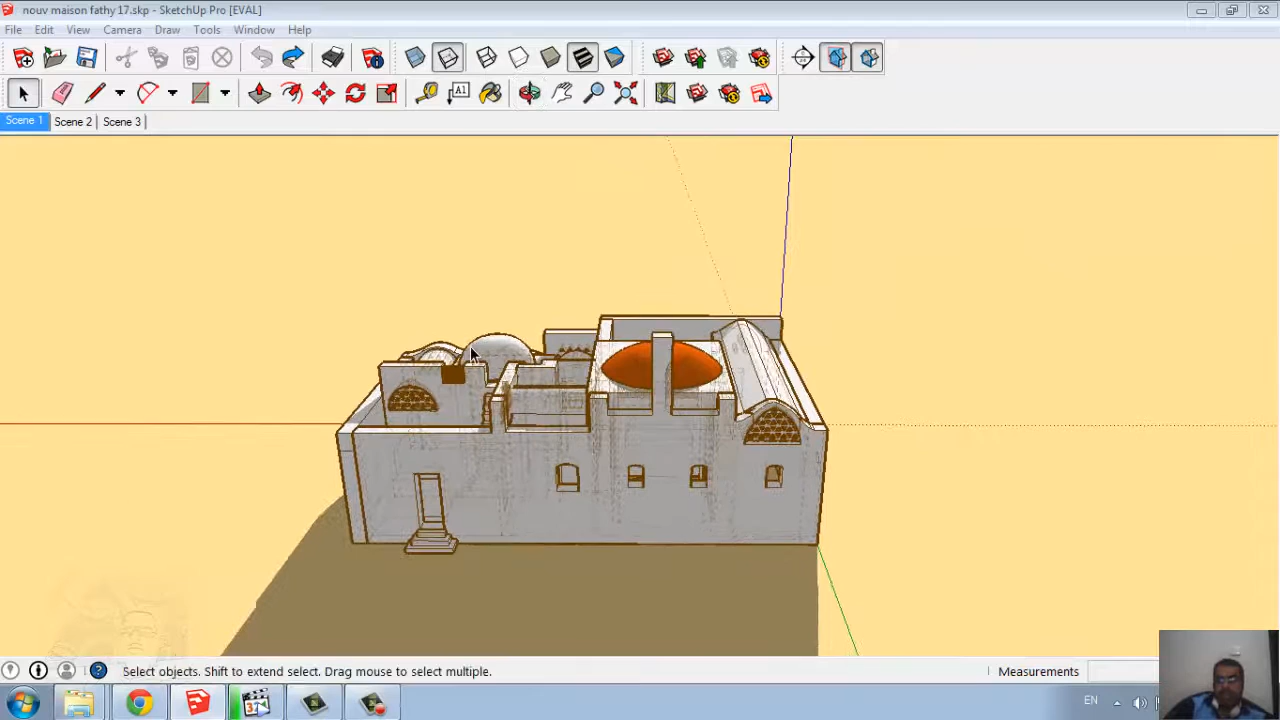 nouv maison fathy 17.skp - SketchUp Pro [EVAL]
File Edit View Camera Draw Tools Window Help
A1
Scene 1 Scene 2 Scene 3
Select objects. Shift to extend select. Drag mouse to select multiple.
Measurements
EN